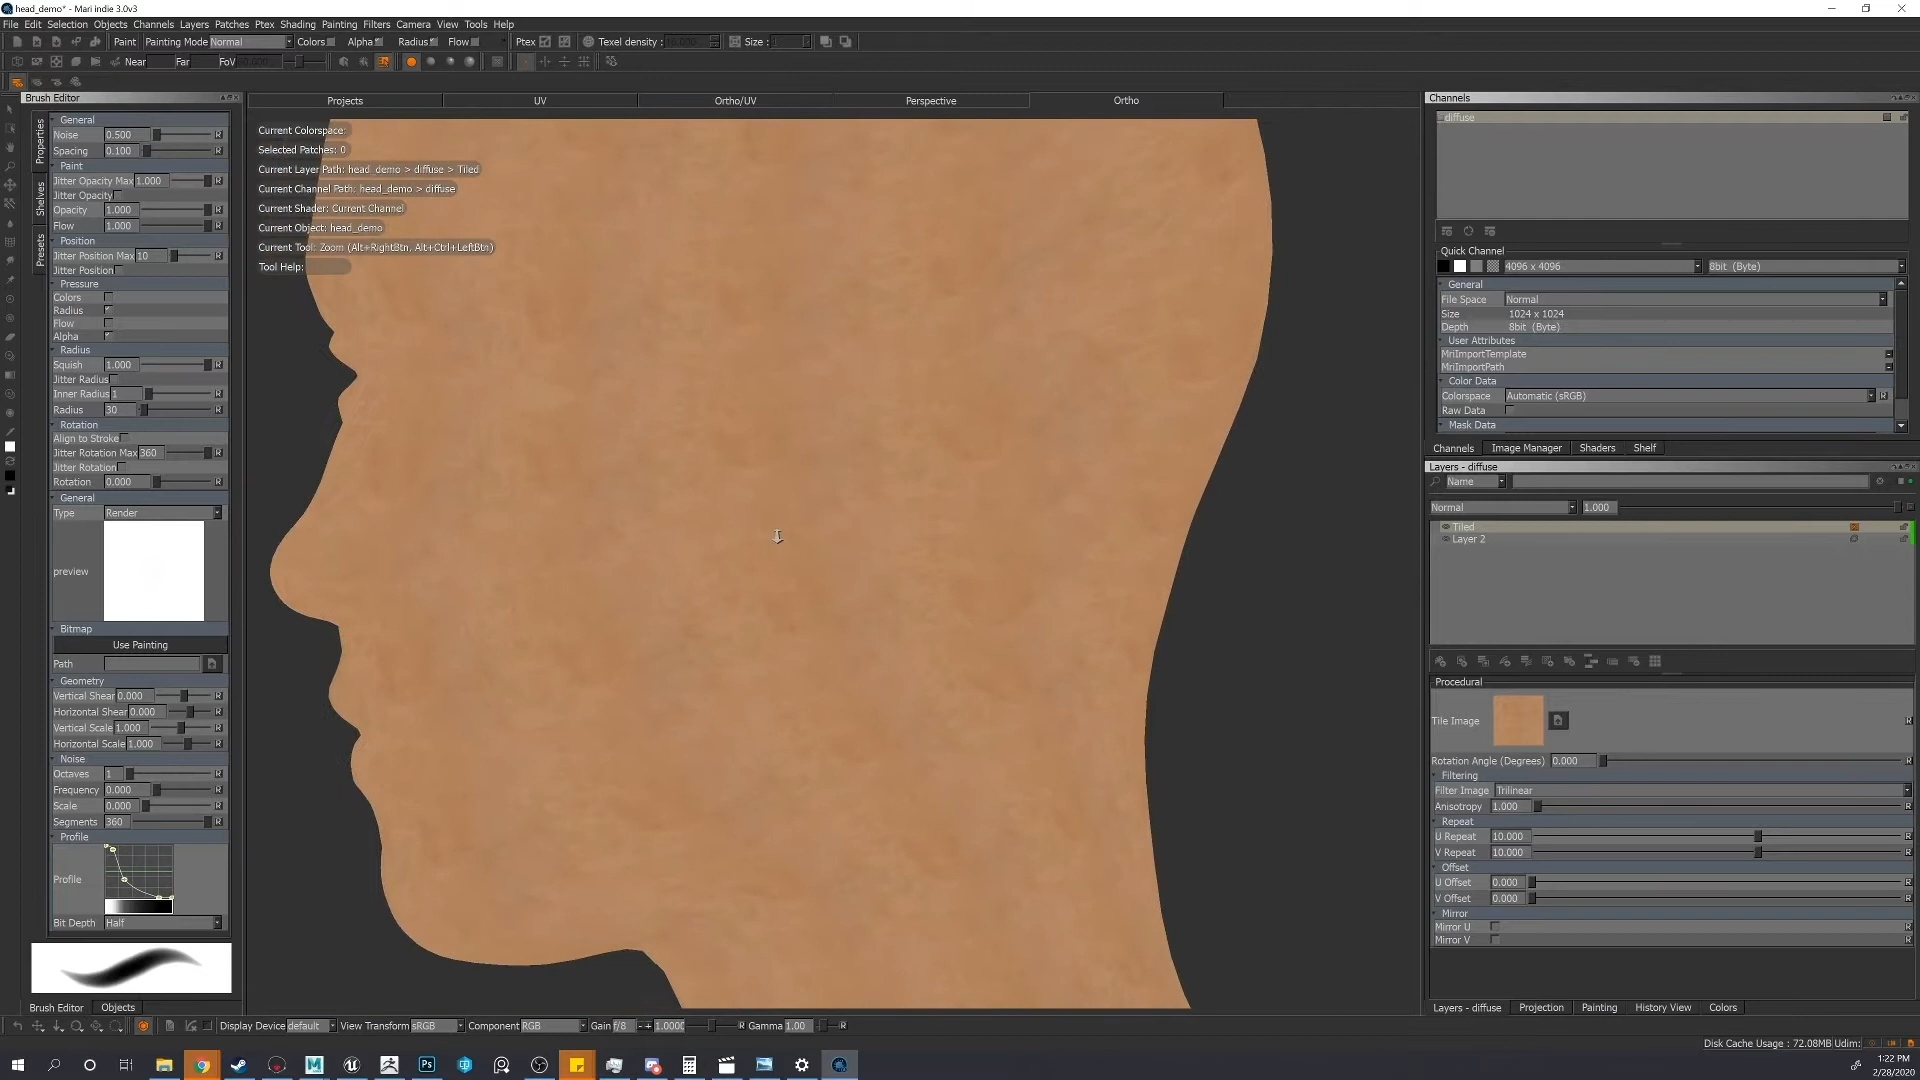 head_demo* - Mari indie 3.0v3
File Edit Selection Objects Channels Layers Patches Ptex Shading Painting Filters Camera View Tools Help
Paint Painting Mode Normal Colors Alpha Radius Flow Ptex Texel density: Size:
Near Far FoV
Brush Editor
Projects UV Ortho/UV Perspective Ortho
Properties
Shelves
Presets
General
Noise 0.500
Spacing 0.100
Paint
Jitter Opacity Max 1.000
Jitter Opacity
Opacity 1.000
Flow 1.000
Position
Jitter Position Max 10
Jitter Position
Pressure
Colors
Radius
Flow
Alpha
Radius
Squish 1.000
Jitter Radius
Inner Radius 1
Radius 30
Rotation
Align to Stroke
Jitter Rotation Max 360
Jitter Rotation
Rotation 0.000
General
Type Render
preview
Bitmap
Use Painting
Path
Geometry
Vertical Shear 0.000
Horizontal Shear 0.000
Vertical Scale 1.000
Horizontal Scale 1.000
Noise
Octaves 1
Frequency 0.000
Scale 0.000
Segments 360
Profile
Profile
Bit Depth Half
Brush Editor Objects
Current Colorspace:
Selected Patches: 0
Current Layer Path: head_demo > diffuse > Tiled
Current Channel Path: head_demo > diffuse
Current Shader: Current Channel
Current Object: head_demo
Current Tool: Zoom (Alt+RightBtn, Alt+Ctrl+LeftBtn)
Tool Help:
Channels
diffuse
Quick Channel
4096 x 4096 8bit (Byte)
General
File Space Normal
Size 1024 x 1024
Depth 8bit (Byte)
User Attributes
MriImportTemplate
MriImportPath
Color Data
Colorspace Automatic (sRGB)
Raw Data
Mask Data
Channels Image Manager Shaders Shelf
Layers - diffuse
Name
Normal 1.000
Tiled
Layer 2
Procedural
Tile Image R
Rotation Angle (Degrees) 0.000
Filtering
Filter Image Trilinear
Anisotropy 1.000
Repeat
U Repeat 10.000
V Repeat 10.000
Offset
U Offset 0.000
V Offset 0.000
Mirror
Mirror U
Mirror V
Layers - diffuse Projection Painting History View Colors
Display Device default View Transform sRGB Component RGB Gain f/8 - + 1.0000 R Gamma 1.00 R
Disk Cache Usage : 72.08MB Udim:
1:22 PM
2/28/2020